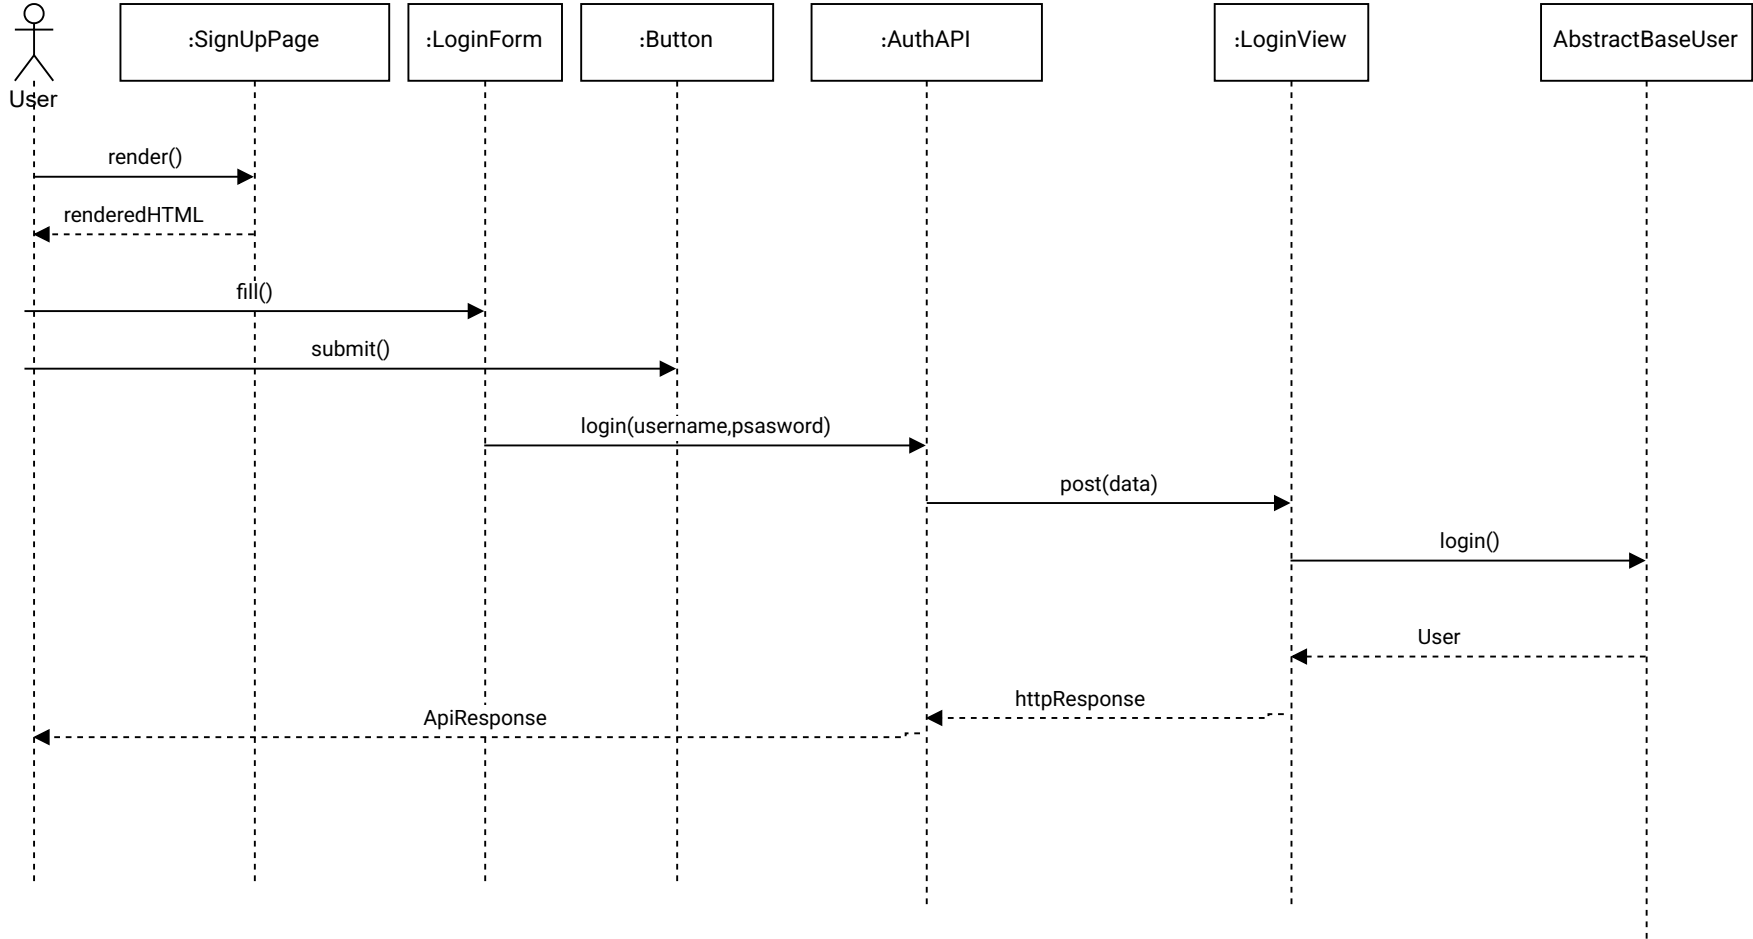 :SignUpPage
:LoginForm
:Button
:AuthAPI
:LoginView
AbstractBaseUser
User
render()
renderedHTML
fill()
submit()
login(username,psasword)
post(data)
login()
User
httpResponse
ApiResponse